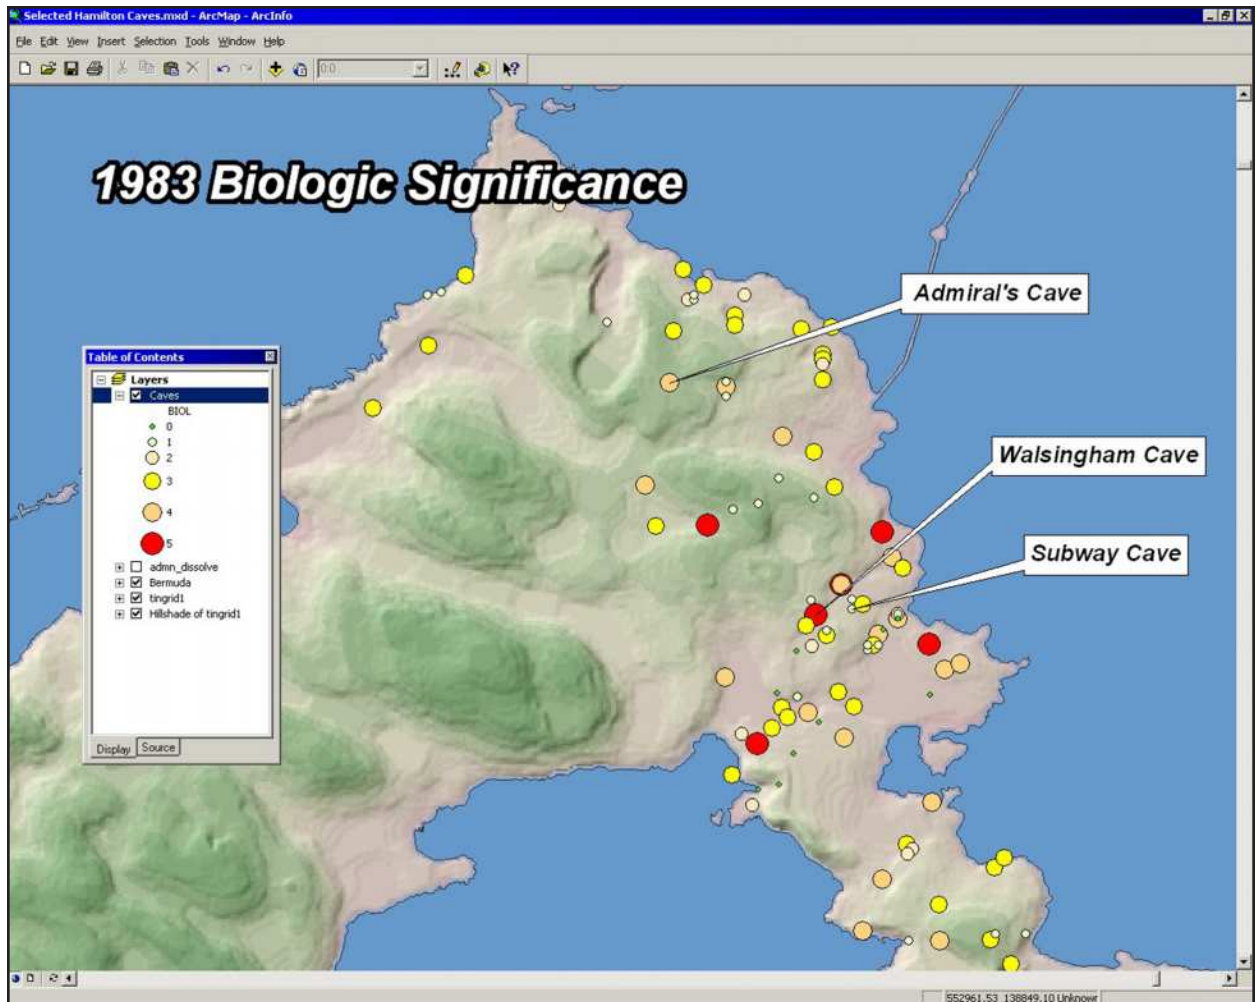 Selected Hamilton Caves.mxd - ArcMap - ArcInfo
File Edit View Insert Selection Tools Window Help
0:0
1983 Biologic Significance
Admiral's Cave
Walsingham Cave
Subway Cave
Table of Contents
Layers
Caves
BIOL
0
1
2
3
4
5
admn_dissolve
Bermuda
tingrid1
Hillshade of tingrid1
Display Source
552961.53 138849.10 Unknown